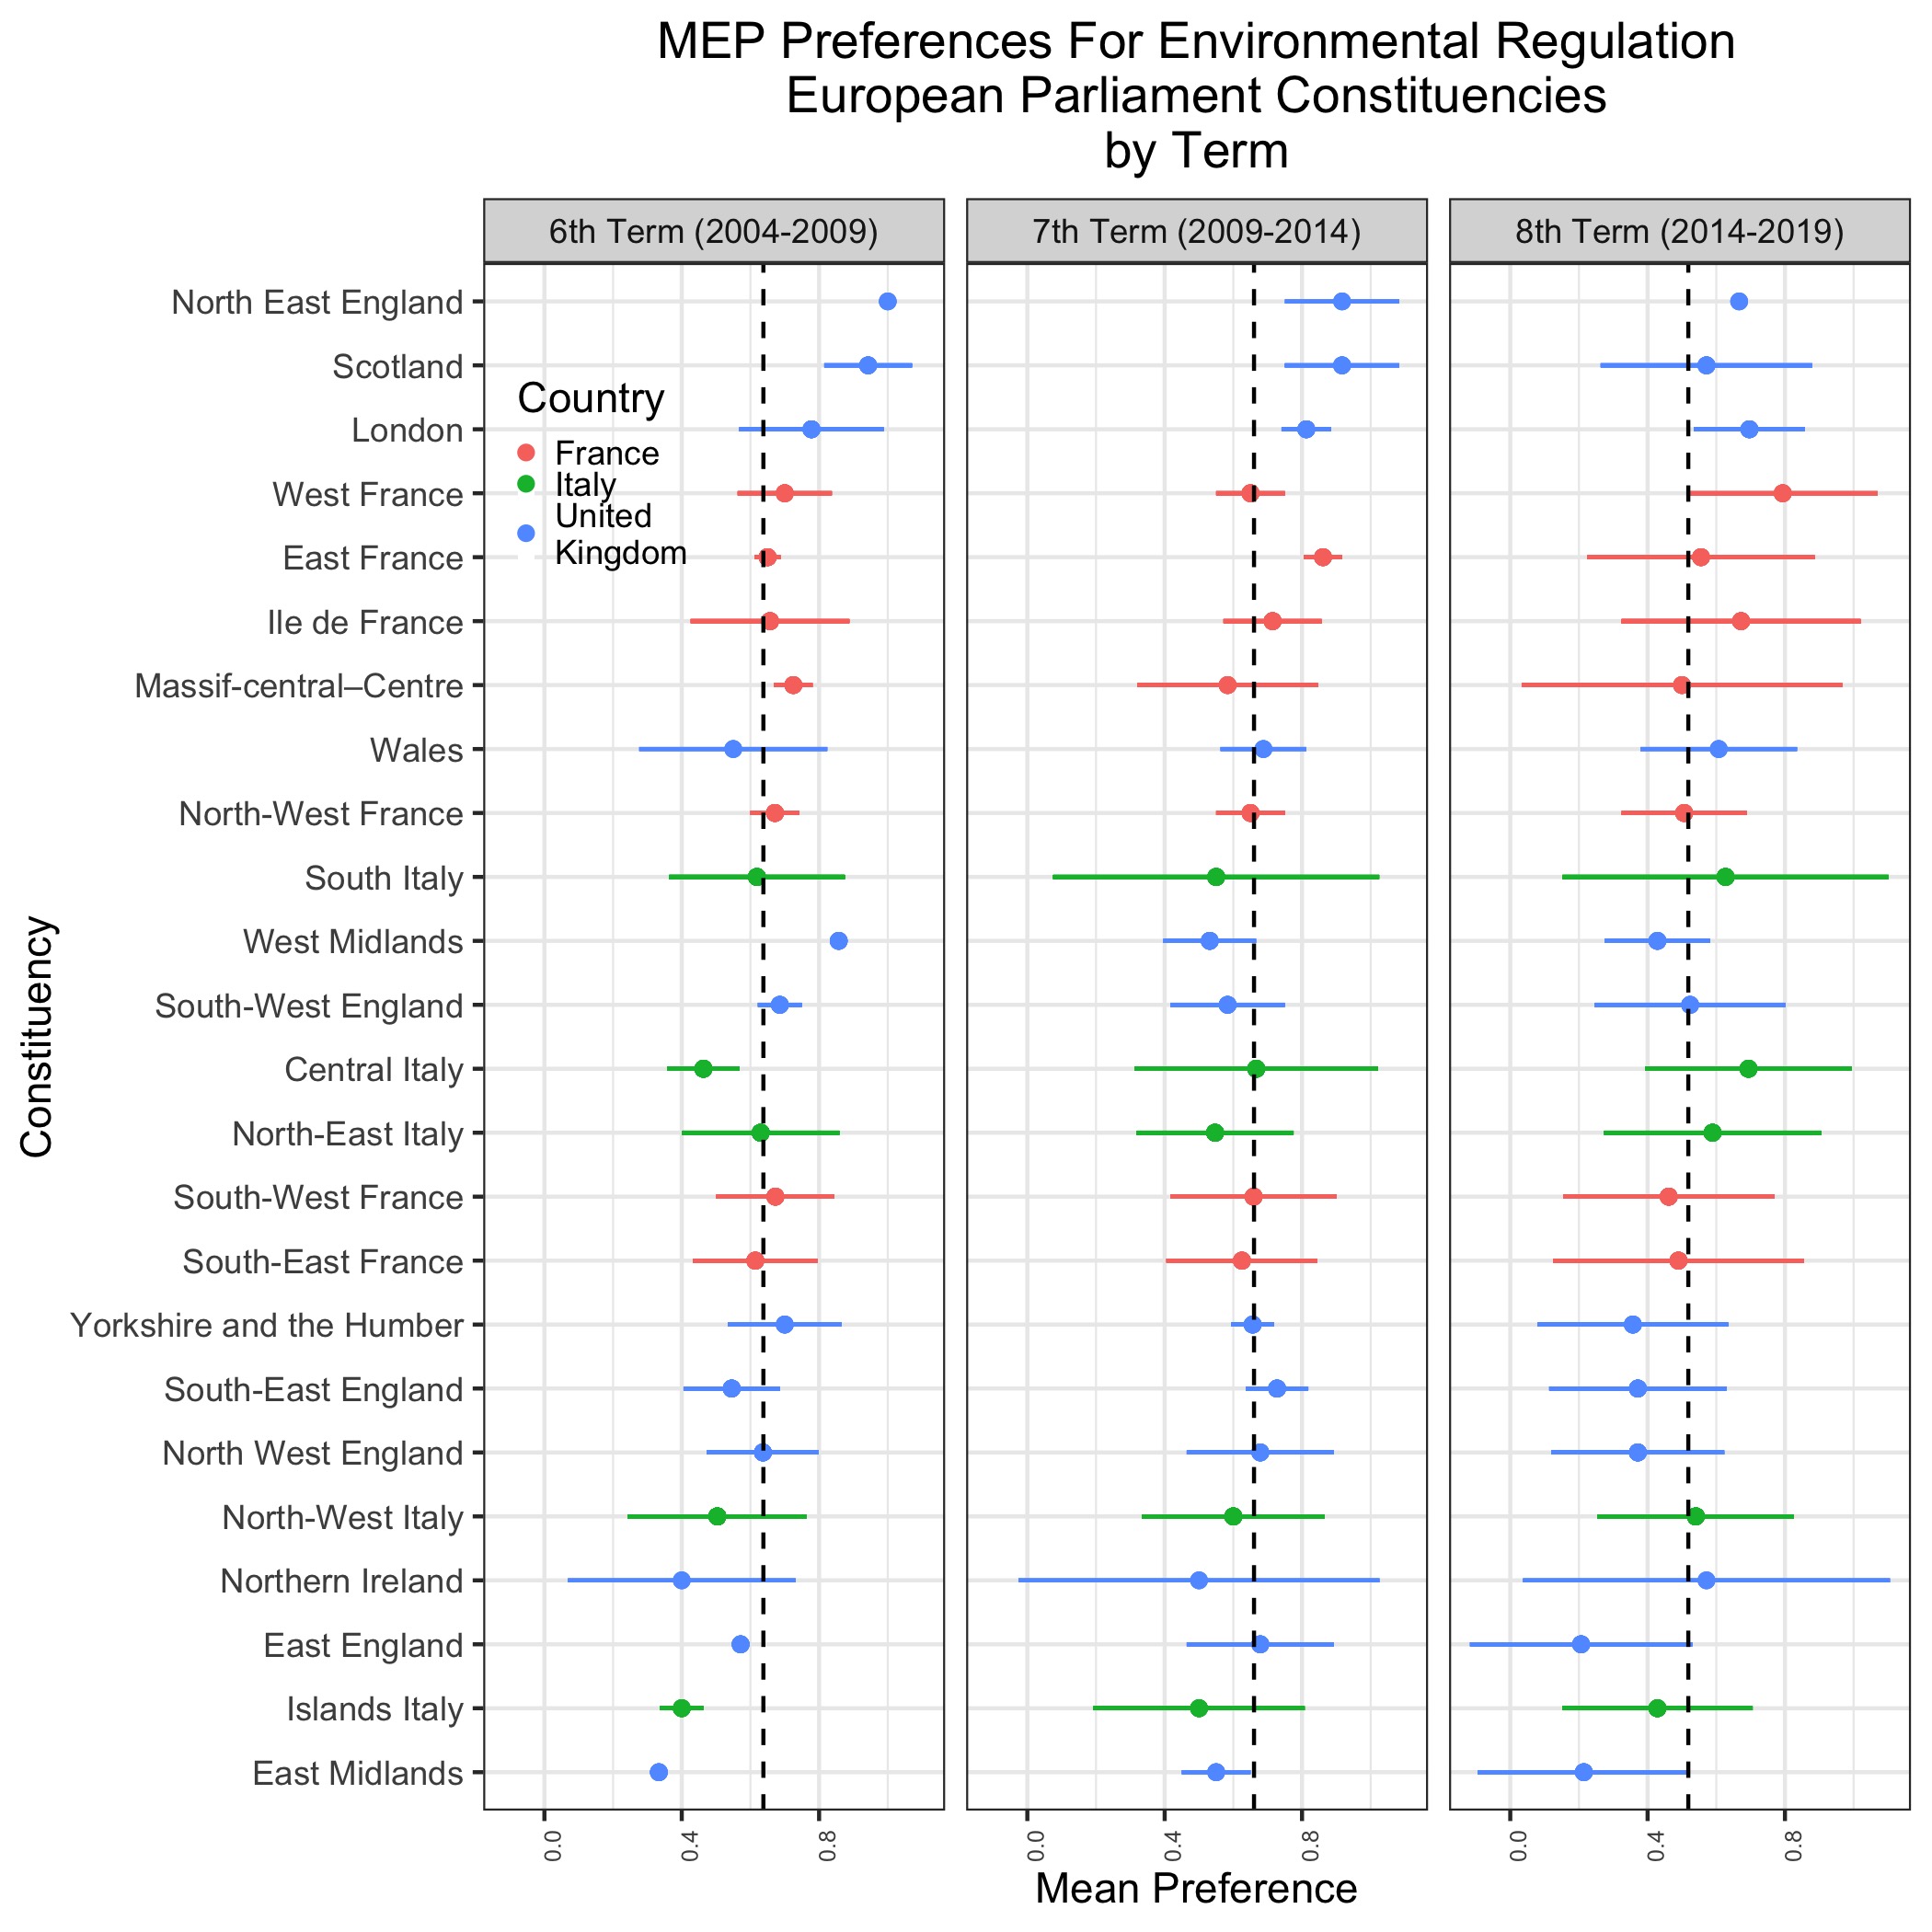 MEP Preferences For Environmental Regulation
European Parliament Constituencies
by Term
6th Term (2004-2009)
7th Term (2009-2014)
8th Term (2014-2019)
Constituency
North East England
Scotland
London
West France
East France
Ile de France
Massif-central–Centre
Wales
North-West France
South Italy
West Midlands
South-West England
Central Italy
North-East Italy
South-West France
South-East France
Yorkshire and the Humber
South-East England
North West England
North-West Italy
Northern Ireland
East England
Islands Italy
East Midlands
Country
France
Italy
United
Kingdom
0.0
0.4
0.8
0.0
0.4
0.8
0.0
0.4
0.8
Mean Preference